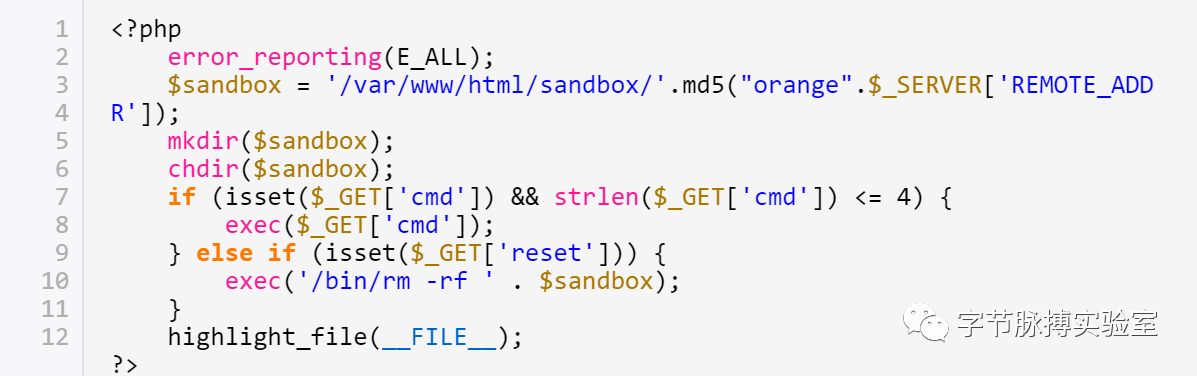 1 <?php
2 error_reporting(E_ALL);
3 $sandbox = '/var/www/html/sandbox/'.md5("orange".$_SERVER['REMOTE_ADD
4 R']);
5 mkdir($sandbox);
6 chdir($sandbox);
7 if (isset($_GET['cmd']) && strlen($_GET['cmd']) <= 4) {
8 exec($_GET['cmd']);
9 } else if (isset($_GET['reset'])) {
10 exec('/bin/rm -rf ' . $sandbox);
11 }
12 highlight_file(__FILE__);
?>
字节脉搏实验室